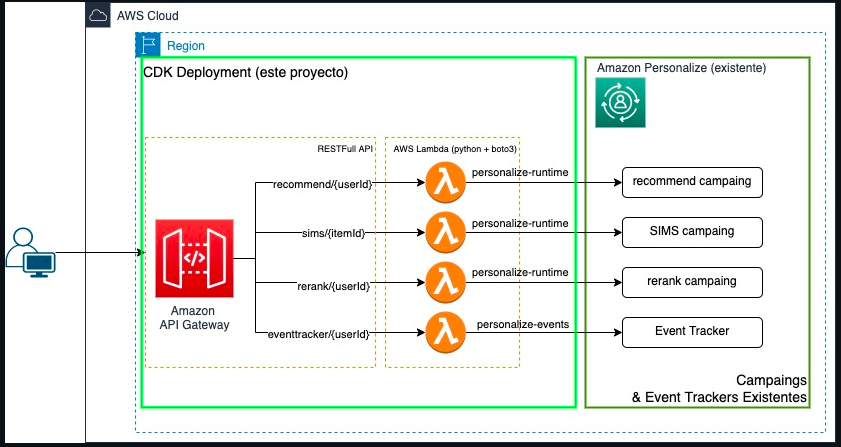 AWS Cloud
Region
CDK Deployment (este proyecto)
Amazon Personalize (existente)
RESTFull API
AWS Lambda (python + boto3)
recommend/{userId}
personalize-runtime
recommend campaing
sims/{itemId}
personalize-runtime
SIMS campaing
rerank/{userId}
personalize-runtime
rerank campaing
eventtracker/{userId}
personalize-events
Event Tracker
Amazon
API Gateway
Campaings
& Event Trackers Existentes